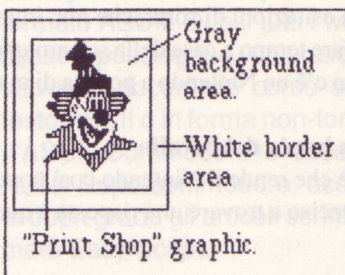 Gray
background
area.
White border
area.
"Print Shop" graphic.